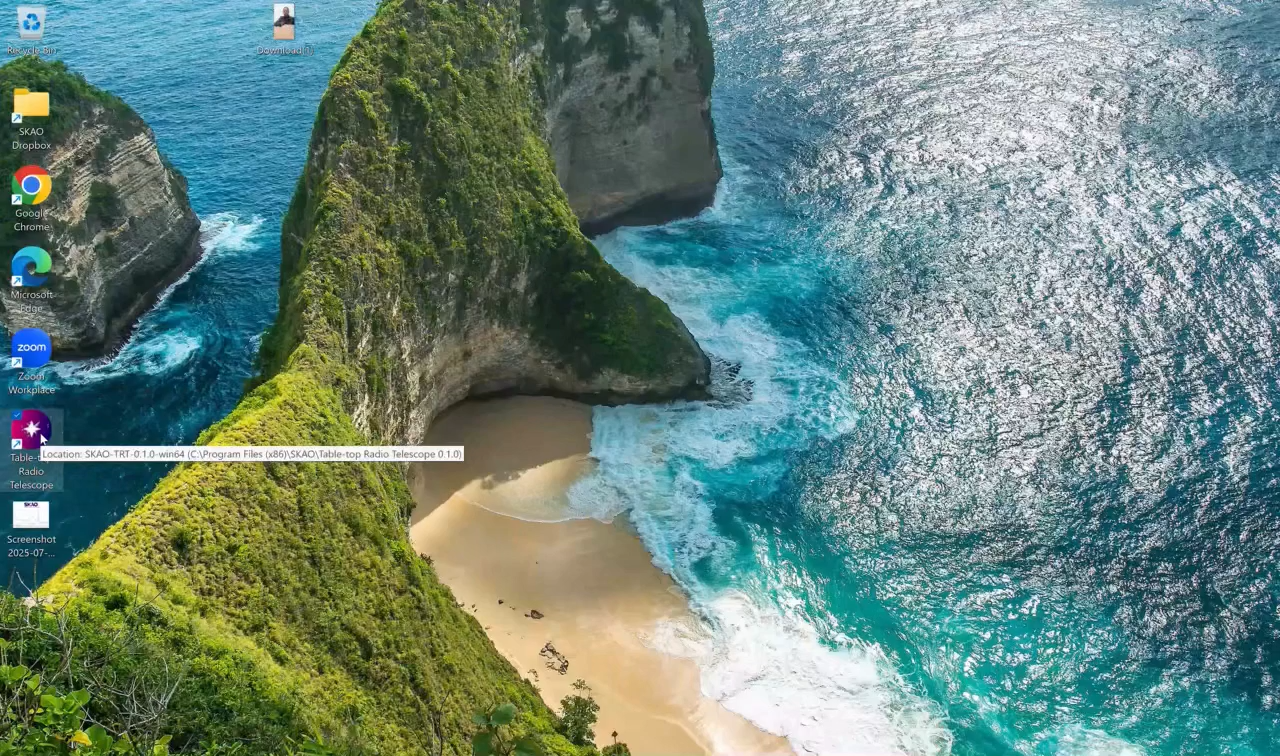 Recycle Bin
Download(1)
SKAO
Dropbox
Google
Chrome
Microsoft
Edge
zoom
Zoom
Workplace
Location: SKAO-TRT-0.1.0-win64 (C:\Program Files (x86)\SKAO\Table-top Radio Telescope 0.1.0)
Radio
Telescope
SKAO
Screenshot
2025-07-...